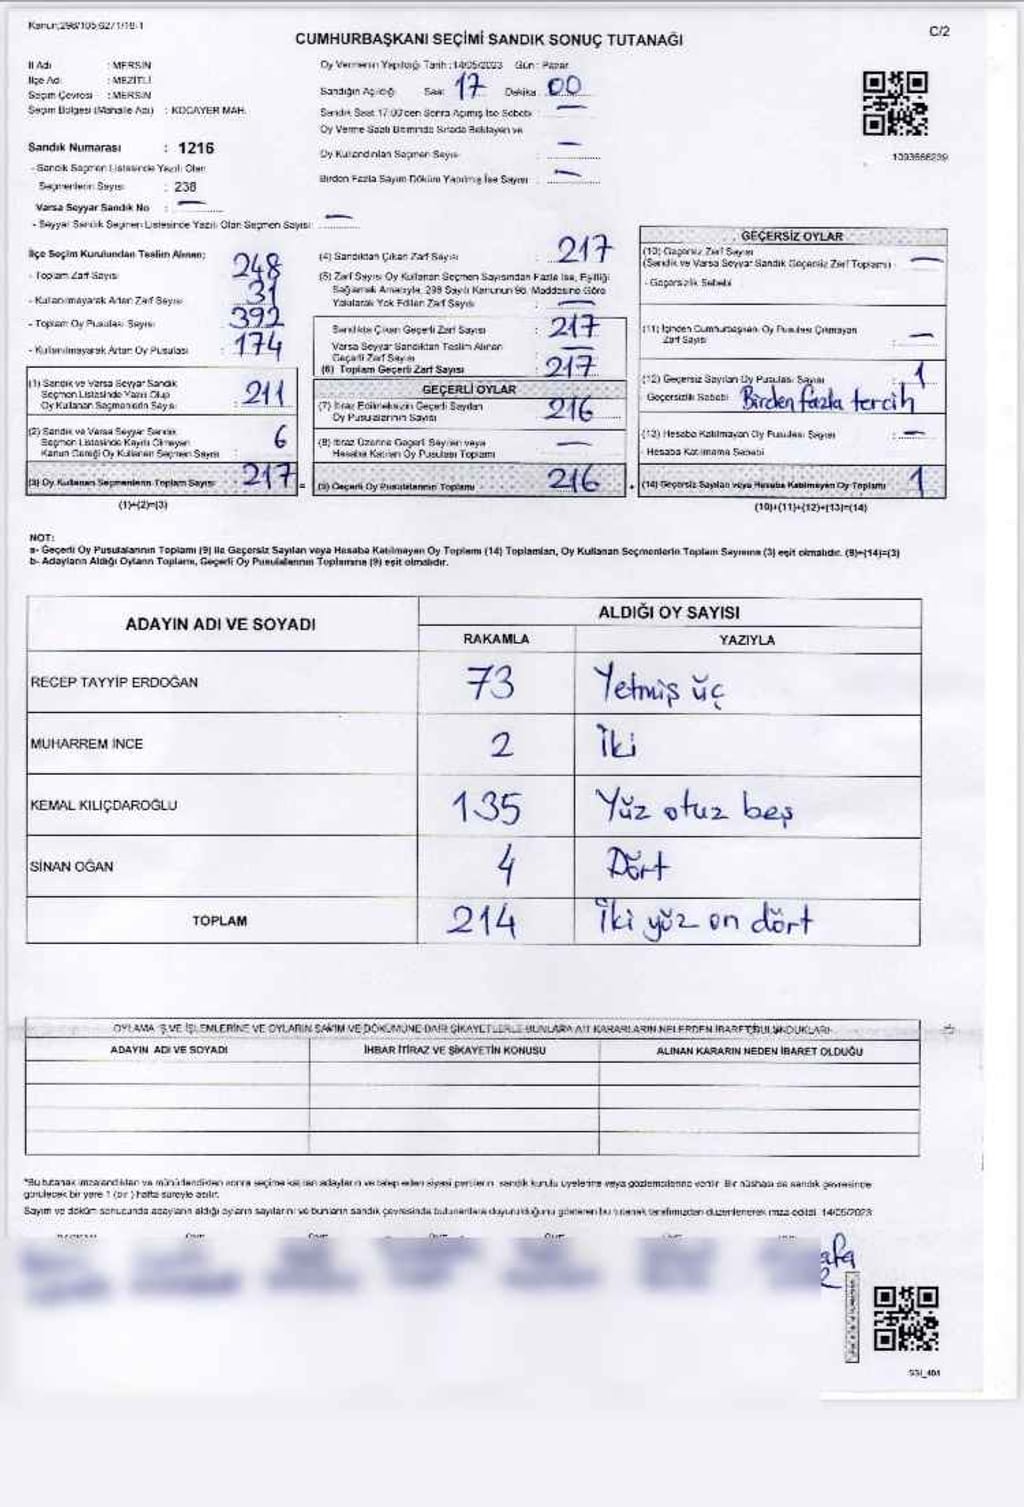 Kanun;298/105,6271/18-1
C/2
CUMHURBAŞKANI SEÇİMİ SANDIK SONUÇ TUTANAĞI
İl Adı : MERSİN
İlçe Adı : MEZİTLİ
Seçim Çevresi : MERSİN
Seçim Bölgesi (Mahalle Adı) : KOCAYER MAH.
Sandık Numarası : 1216
- Sandık Seçmen Listesinde Yazılı Olan
Seçmenlerin Sayısı : 238
Varsa Seyyar Sandık No : —
- Seyyar Sandık Seçmen Listesinde Yazılı Olan Seçmen Sayısı: —
Oy Vermenin Yapıldığı Tarih : 14/05/2023 Gün : Pazar
Sandığın Açıldığı Saat 17 Dakika 00
Sandık Saat 17:00'den Sonra Açılmış İse Sebebi : —
Oy Verme Saati Bitiminde Sırada Bekleyen ve
Oy Kullandırılan Seçmen Sayısı : —
Birden Fazla Sayım Döküm Yapılmış İse Sayısı : —
1093566239
İlçe Seçim Kurulundan Teslim Alınan;
- Toplam Zarf Sayısı 248
- Kullanılmayarak Artan Zarf Sayısı 31
- Toplam Oy Pusulası Sayısı 392
- Kullanılmayarak Artan Oy Pusulası : 174
(1) Sandık ve Varsa Seyyar Sandık
Seçmen Listesinde Yazılı Olup
Oy Kullanan Seçmenlerin Sayısı : 211
(2) Sandık ve Varsa Seyyar Sandık
Seçmen Listesinde Kayıtlı Olmayan
Kanun Gereği Oy Kullanan Seçmen Sayısı : 6
(3) Oy Kullanan Seçmenlerin Toplam Sayısı : 217
(1)+(2)=(3)
(4) Sandıktan Çıkan Zarf Sayısı : 217
(5) Zarf Sayısı Oy Kullanan Seçmen Sayısından Fazla İse, Eşitliği
Sağlamak Amacıyla, 298 Sayılı Kanunun 98. Maddesine Göre
Yakılarak Yok Edilen Zarf Sayısı : —
Sandıkta Çıkan Geçerli Zarf Sayısı : 217
Varsa Seyyar Sandıktan Teslim Alınan
Geçerli Zarf Sayısı : —
(6) Toplam Geçerli Zarf Sayısı : 217
GEÇERLİ OYLAR
(7) İtiraz Edilmeksizin Geçerli Sayılan
Oy Pusulalarının Sayısı : 216
(8) İtiraz Üzerine Geçerli Sayılan veya
Hesaba Katılan Oy Pusulası Toplamı : —
(9) Geçerli Oy Pusulalarının Toplamı : 216
GEÇERSİZ OYLAR
(10) Geçersiz Zarf Sayısı
(Sandık ve Varsa Seyyar Sandık Geçersiz Zarf Toplamı) : —
- Geçersizlik Sebebi
(11) İçinden Cumhurbaşkanı Oy Pusulası Çıkmayan
Zarf Sayısı : —
(12) Geçersiz Sayılan Oy Pusulası Sayısı : 1
Geçersizlik Sebebi Birden fazla tercih
(13) Hesaba Katılmayan Oy Pusulası Sayısı : —
- Hesaba Katılmama Sebebi
(14) Geçersiz Sayılan veya Hesaba Katılmayan Oy Toplamı : 1
(10)+(11)+(12)+(13)=(14)
NOT:
a- Geçerli Oy Pusulalarının Toplamı (9) ile Geçersiz Sayılan veya Hesaba Katılmayan Oy Toplamı (14) Toplamları, Oy Kullanan Seçmenlerin Toplam Sayısına (3) eşit olmalıdır. (9)+(14)=(3)
b- Adayların Aldığı Oyların Toplamı, Geçerli Oy Pusulalarının Toplamına (9) eşit olmalıdır.
ADAYIN ADI VE SOYADI
ALDIĞI OY SAYISI
RAKAMLA YAZIYLA
RECEP TAYYİP ERDOĞAN 73 Yetmiş üç
MUHARREM İNCE 2 İki
KEMAL KILIÇDAROĞLU 135 Yüz otuz beş
SİNAN OĞAN 4 Dört
TOPLAM 214 İki yüz on dört
OYLAMA İŞ VE İŞLEMLERİNE VE OYLARIN SAYIM VE DÖKÜMÜNE DAİR ŞİKAYETLERLE BUNLARA AİT KARARLARIN NELERDEN İBARET BULUNDUKLARI
ADAYIN ADI VE SOYADI İHBAR İTİRAZ VE ŞİKAYETİN KONUSU ALINAN KARARIN NEDEN İBARET OLDUĞU
*Bu tutanak imzalandıktan ve mühürlendikten sonra seçime katılan adayların ve talep eden siyasi partilerin, sandık kurulu üyelerine veya gözlemcilerine verilir. Bir nüshası da sandık çevresinde
görülecek bir yere 1 (bir) hafta süreyle asılır.
Sayım ve döküm sonucunda adayların aldığı oyların sayılarını ve bunların sandık çevresinde bulunanlara duyurulduğunu gösteren bu tutanak tarafımızdan düzenlenerek imza edildi. 14/05/2023